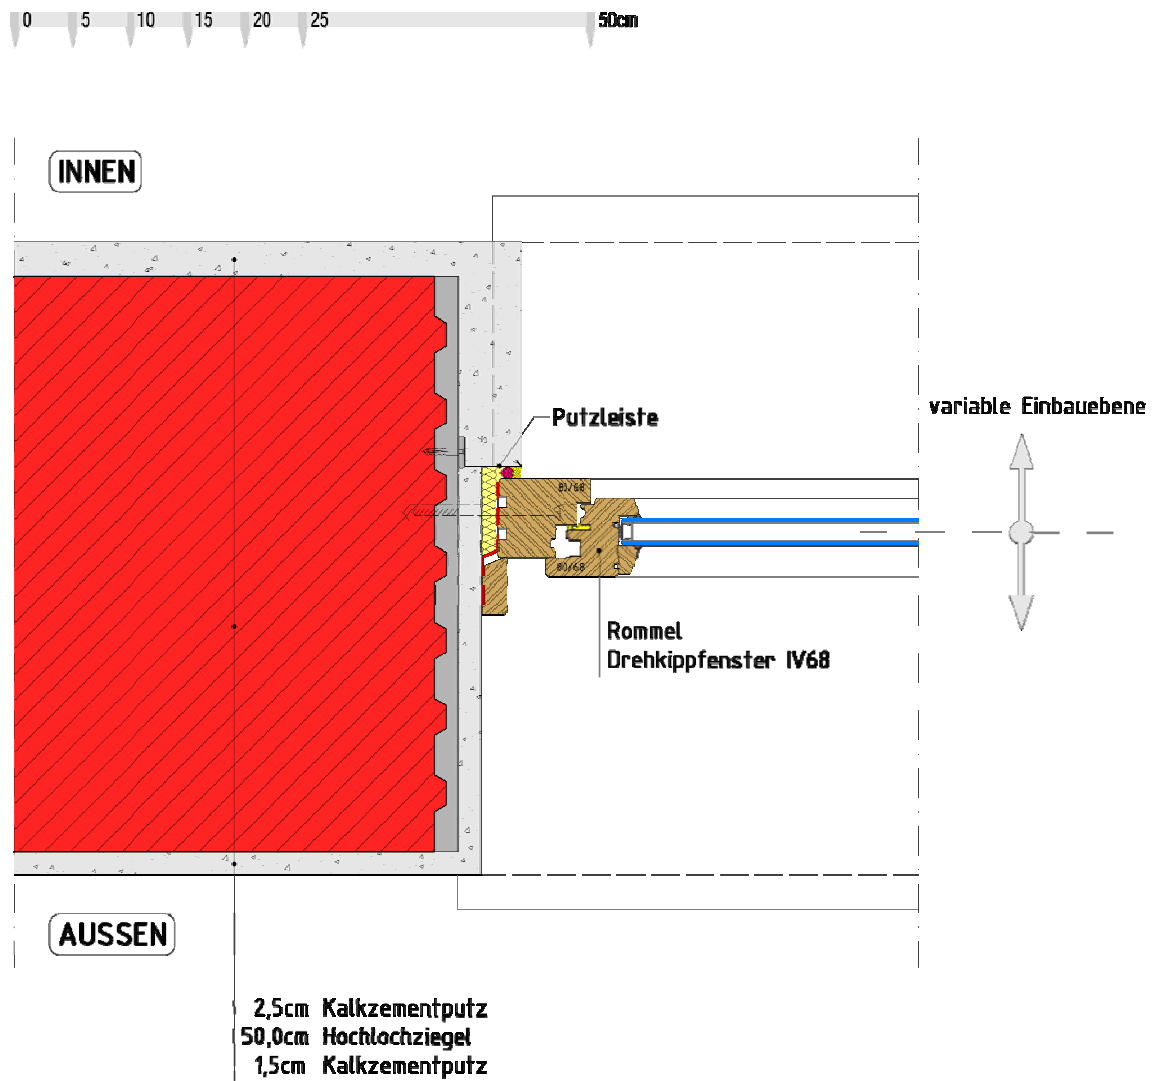 0 5 10 15 20 25 50cm
INNEN
Putzleiste
variable Einbauebene
80/68
80/68
Rommel
Drehkippfenster IV68
AUSSEN
2,5cm Kalkzementputz
50,0cm Hochlochziegel
1,5cm Kalkzementputz